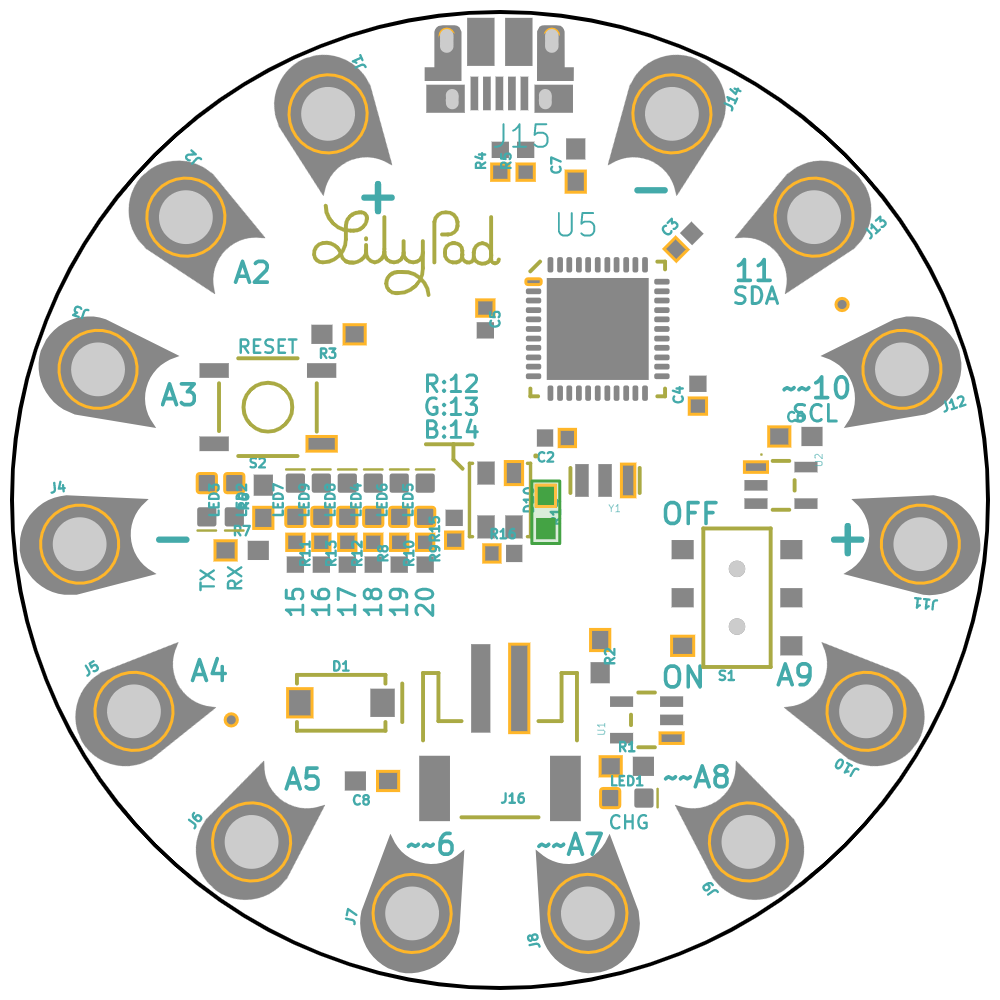 J1
J14
J15
J2
R4
R5
C7
J13
+
−
LilyPad
U5
C3
A2
11
SDA
J3
C5
RESET
R3
R:12
G:13
B:14
A3
C4
~~10
SCL
J12
S2
C2
U2
J4
LED7
LED9
LED8
LED4
LED6
LED5
D10
Y1
OFF
R7
R15
R16
−
+
R11
R13
R12
R8
R10
R9
TX
RX
15
16
17
18
19
20
J11
J5
A4
D1
R2
ON
S1
A9
U1
R1
J10
A5
C8
J16
LED1
~~A8
CHG
J6
~~6
~~A7
J9
J7
J8